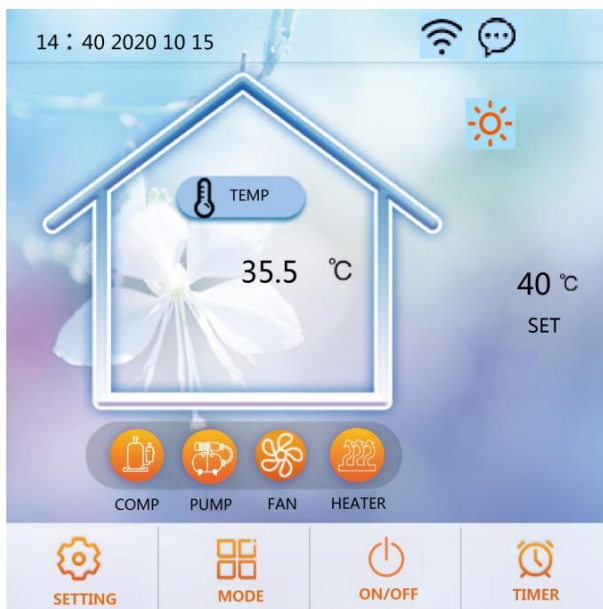 14：40 2020 10 15
TEMP
35.5 ℃
40 ℃
SET
COMP PUMP FAN HEATER
SETTING MODE ON/OFF TIMER